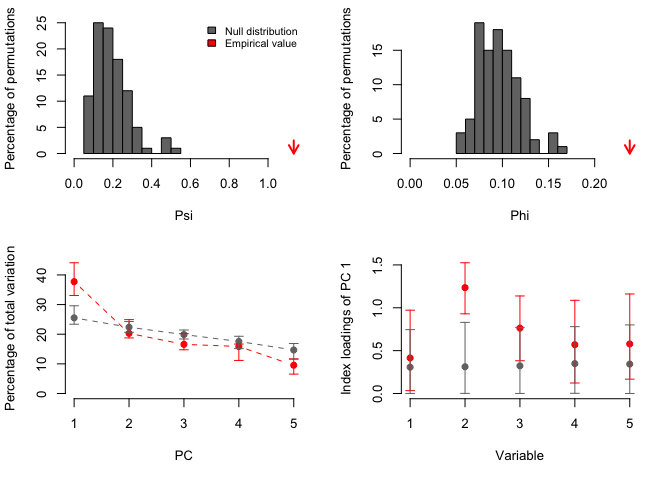 Percentage of permutations
0
5
10
15
20
25
Null distribution
Empirical value
0.0 0.2 0.4 0.6 0.8 1.0
Psi
Percentage of permutations
0
5
10
15
0.00 0.05 0.10 0.15 0.20
Phi
Percentage of total variation
0
10
20
30
40
1 2 3 4 5
PC
Index loadings of PC 1
0.0
0.5
1.0
1.5
1 2 3 4 5
Variable